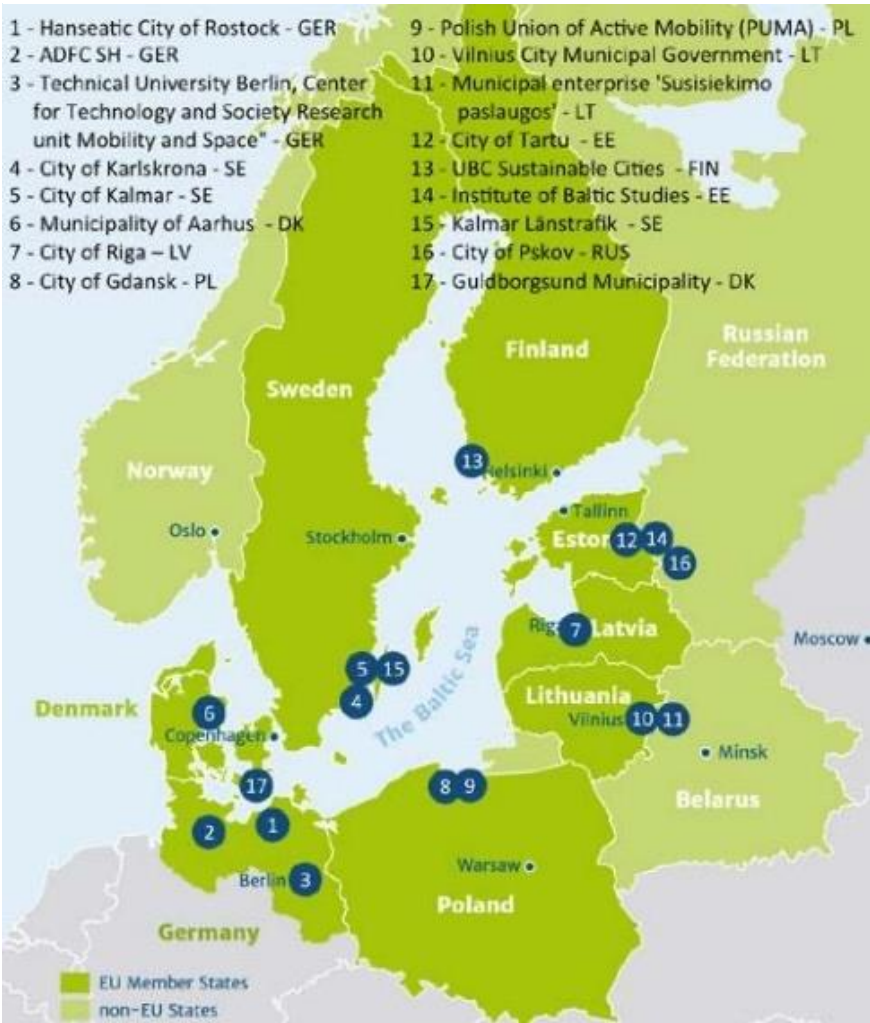 1 - Hanseatic City of Rostock - GER
2 - ADFC SH - GER
3 - Technical University Berlin, Center
for Technology and Society Research
unit Mobility and Space" - GER
4 - City of Karlskrona - SE
5 - City of Kalmar - SE
6 - Municipality of Aarhus - DK
7 - City of Riga – LV
8 - City of Gdansk - PL
9 - Polish Union of Active Mobility (PUMA) - PL
10 - Vilnius City Municipal Government - LT
11 - Municipal enterprise 'Susisiekimo
paslaugos' - LT
12 - City of Tartu - EE
13 - UBC Sustainable Cities - FIN
14 - Institute of Baltic Studies - EE
15 - Kalmar Länstrafik - SE
16 - City of Pskov - RUS
17 - Guldborgsund Municipality - DK
Russian
Federation
Finland
Sweden
Norway
13
Helsinki
Oslo
Stockholm
Tallinn
Estor
12
14
16
Riga
7
Latvia
Moscow
5
15
4
The Baltic Sea
Lithuania
Denmark
6
Vilnius
10
11
Copenhagen
Minsk
17
8
9
Belarus
1
2
Warsaw
Berlin
3
Poland
Germany
EU Member States
non-EU States